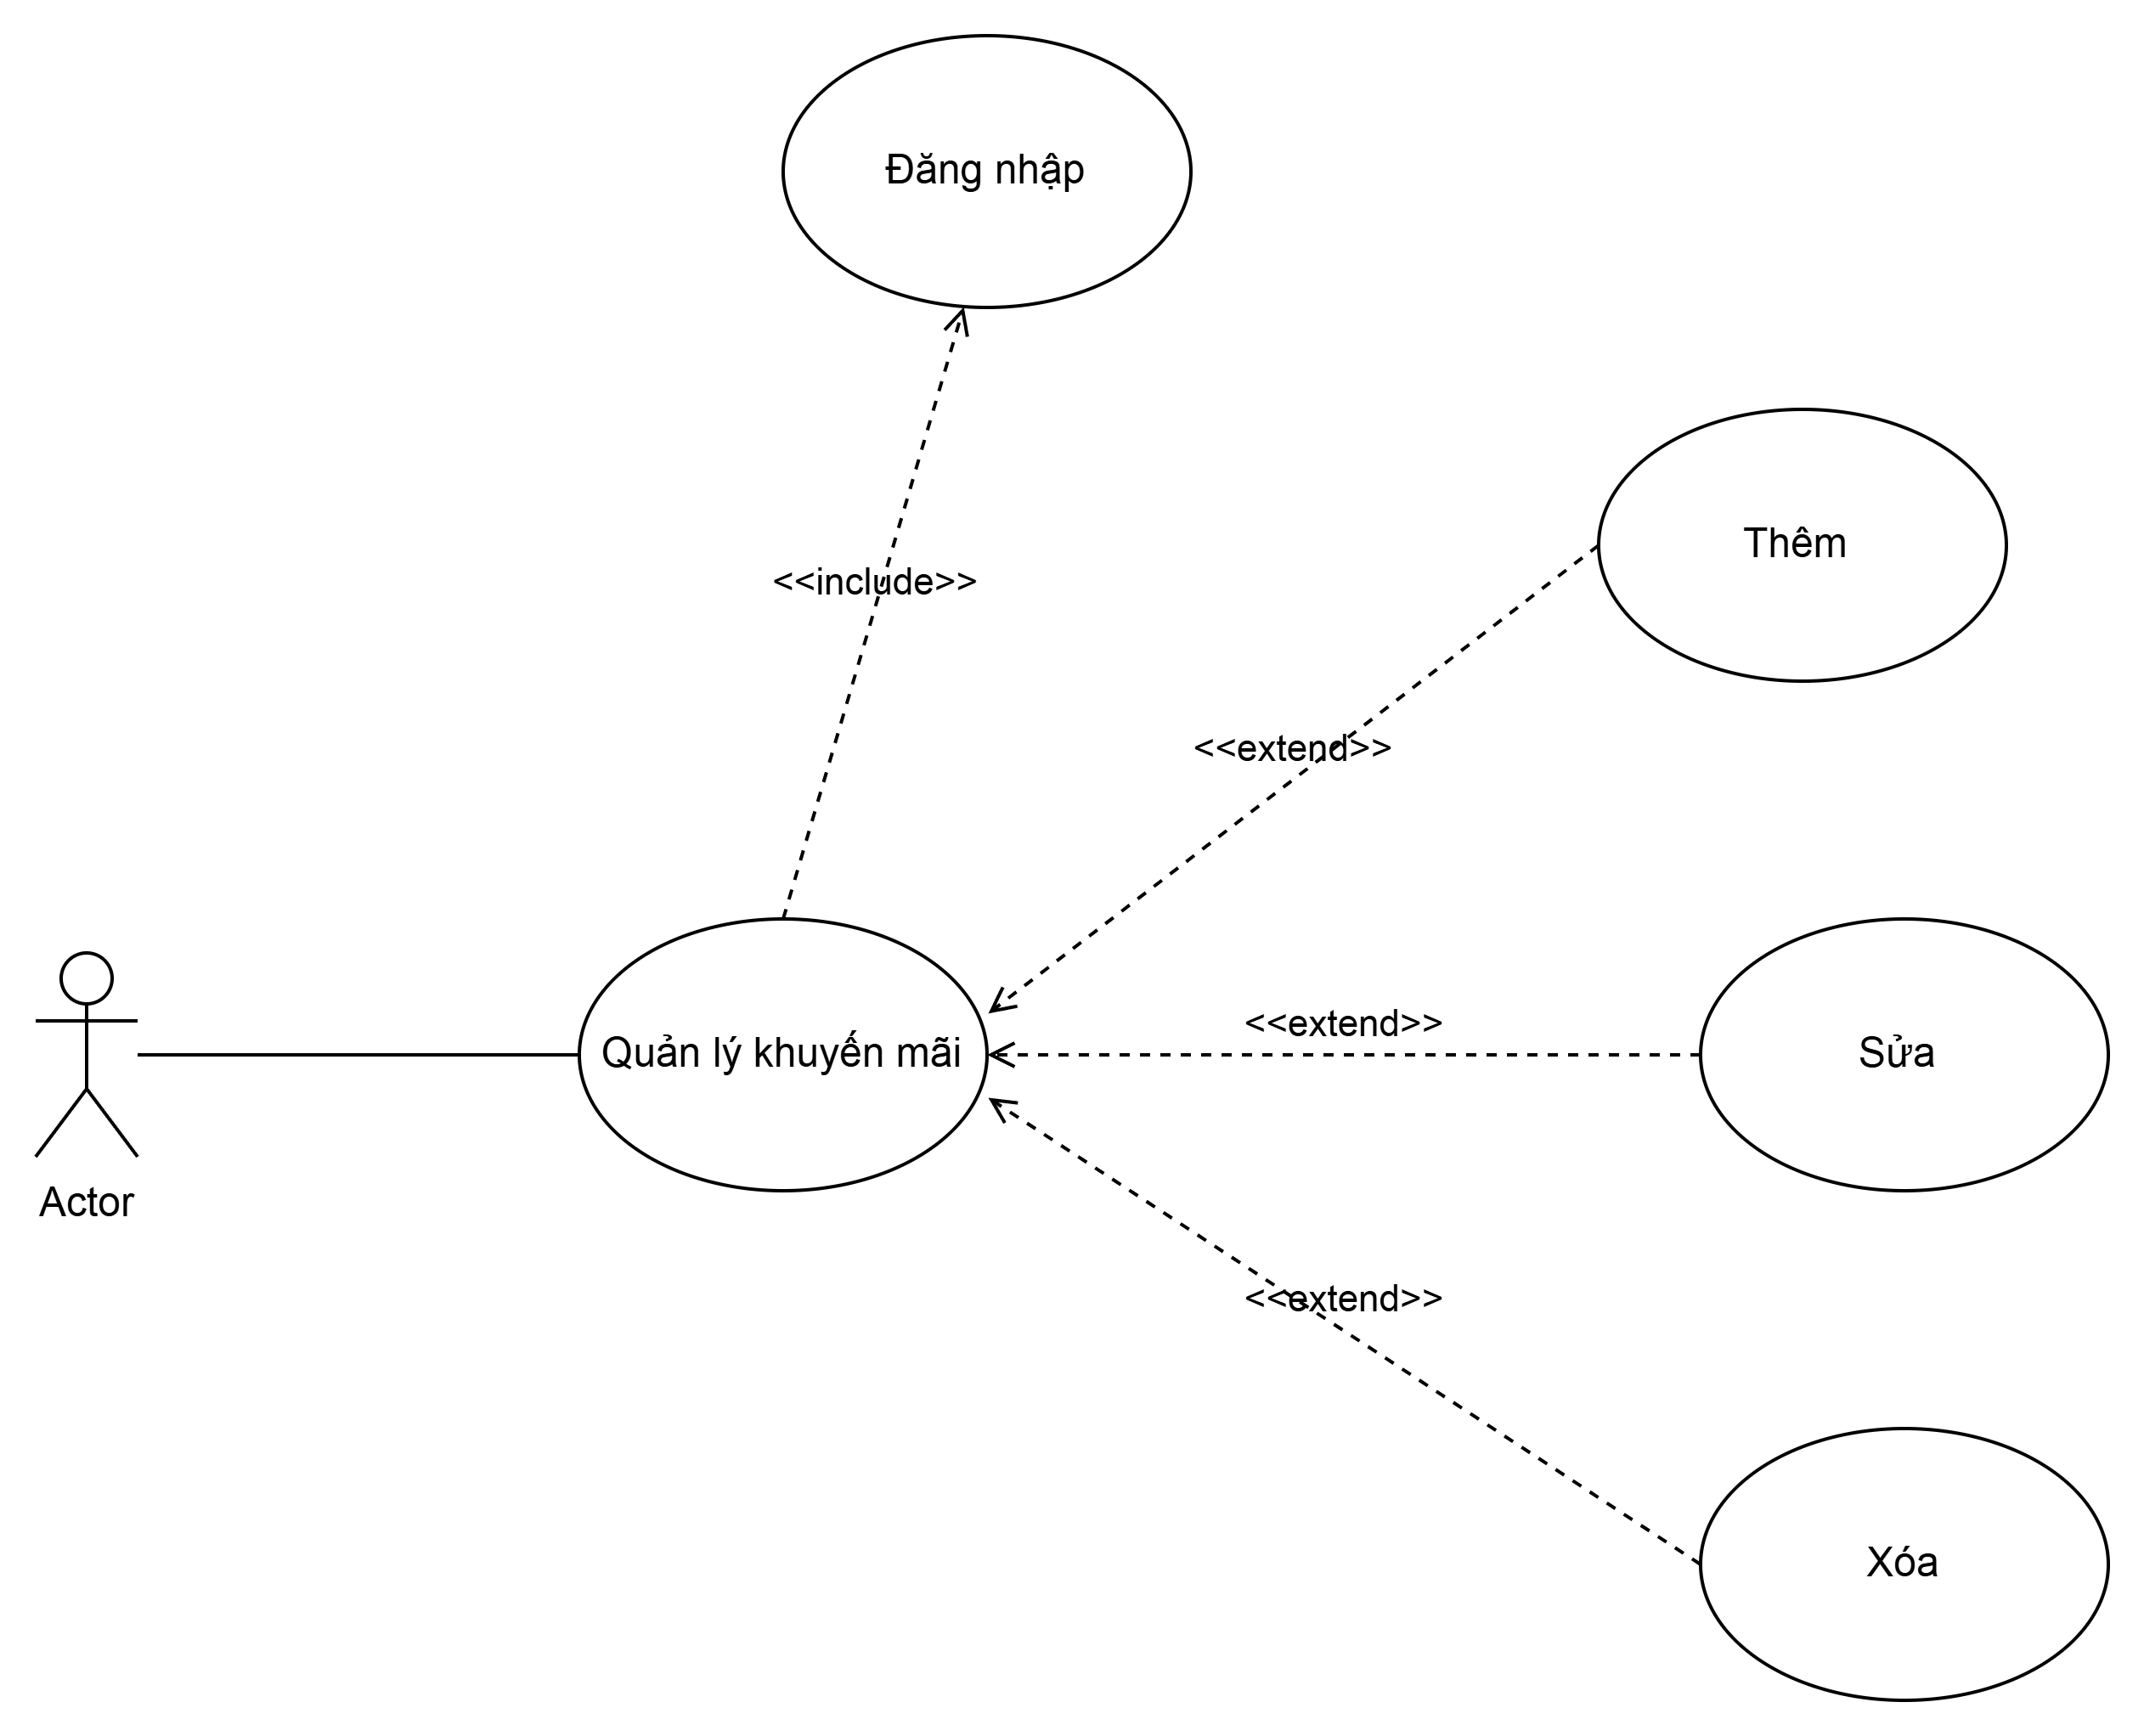 Đăng nhập
Thêm
<<include>>
<<extend>>
<<extend>>
Quản lý khuyến mãi
Sửa
Actor
<<extend>>
Xóa